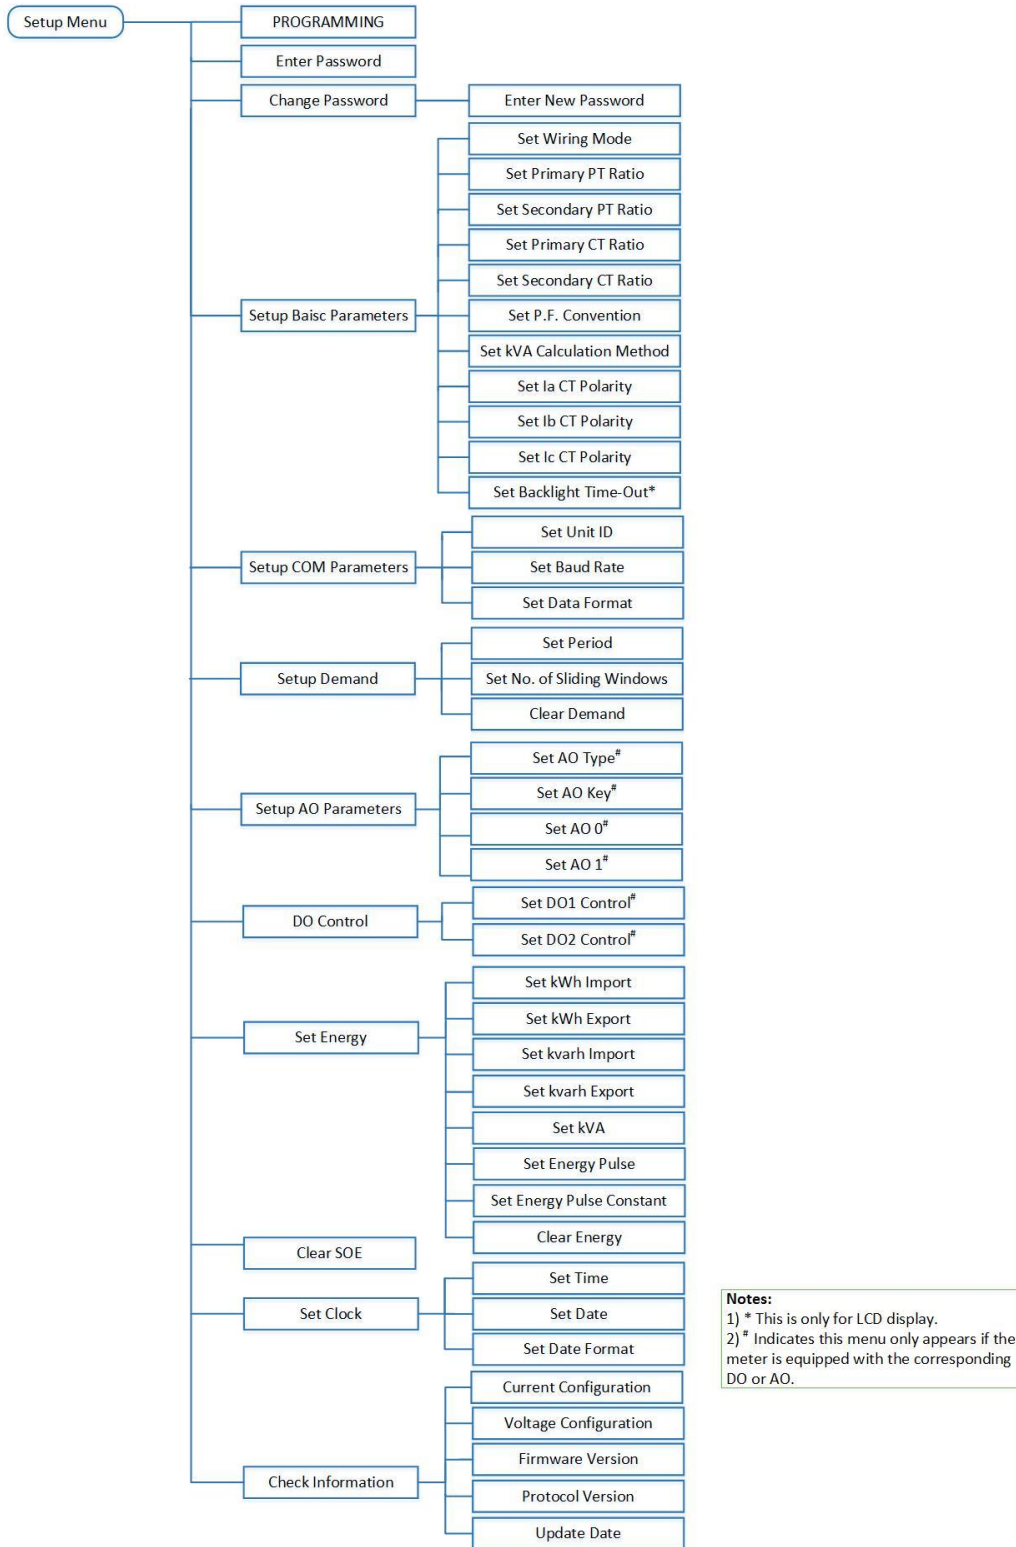 Setup Menu
PROGRAMMING
Enter Password
Change Password
Enter New Password
Setup Baisc Parameters
Set Wiring Mode
Set Primary PT Ratio
Set Secondary PT Ratio
Set Primary CT Ratio
Set Secondary CT Ratio
Set P.F. Convention
Set kVA Calculation Method
Set Ia CT Polarity
Set Ib CT Polarity
Set Ic CT Polarity
Set Backlight Time-Out*
Setup COM Parameters
Set Unit ID
Set Baud Rate
Set Data Format
Setup Demand
Set Period
Set No. of Sliding Windows
Clear Demand
Setup AO Parameters
Set AO Type#
Set AO Key#
Set AO 0#
Set AO 1#
DO Control
Set DO1 Control#
Set DO2 Control#
Set Energy
Set kWh Import
Set kWh Export
Set kvarh Import
Set kvarh Export
Set kVA
Set Energy Pulse
Set Energy Pulse Constant
Clear Energy
Clear SOE
Set Clock
Set Time
Set Date
Set Date Format
Check Information
Current Configuration
Voltage Configuration
Firmware Version
Protocol Version
Update Date
Notes:
1) * This is only for LCD display.
2) # Indicates this menu only appears if the
meter is equipped with the corresponding
DO or AO.